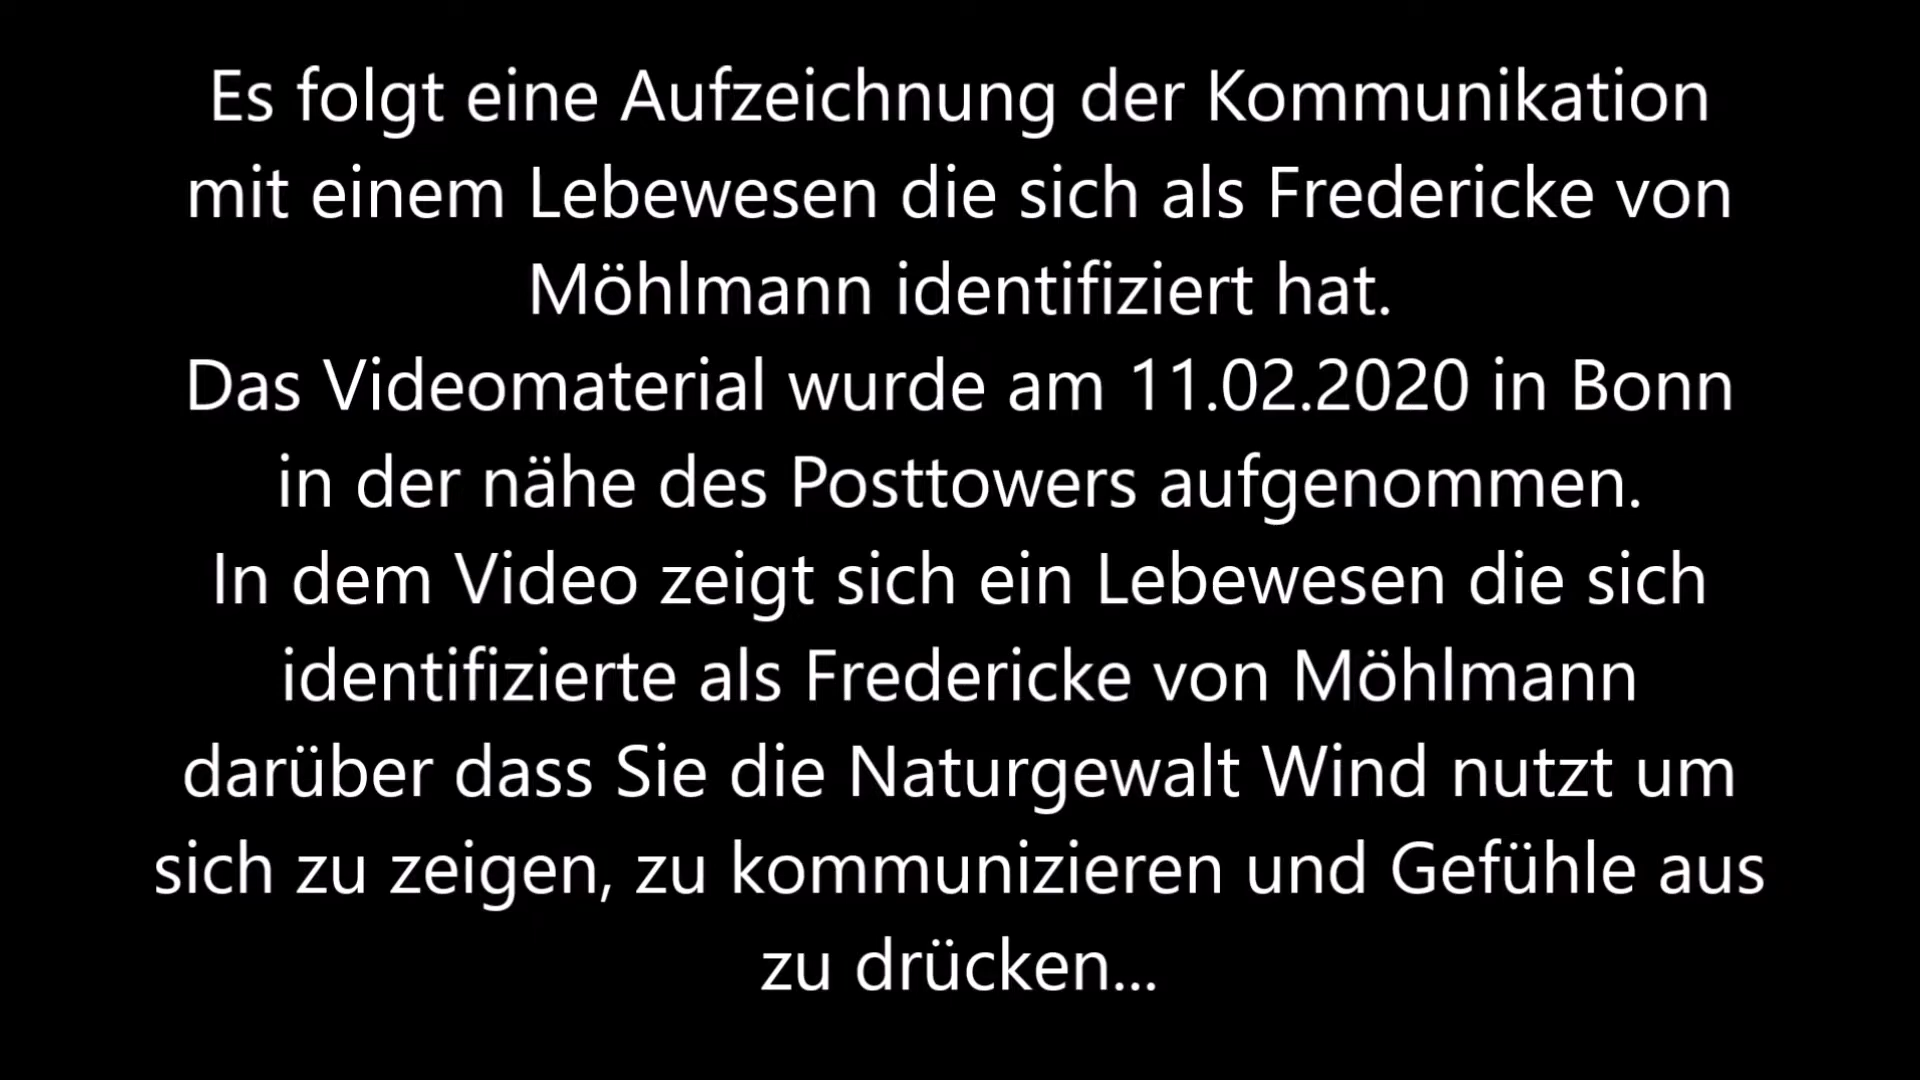 Es folgt eine Aufzeichnung der Kommunikation
mit einem Lebewesen die sich als Fredericke von
Möhlmann identifiziert hat.
Das Videomaterial wurde am 11.02.2020 in Bonn
in der nähe des Posttowers aufgenommen.
In dem Video zeigt sich ein Lebewesen die sich
identifizierte als Fredericke von Möhlmann
darüber dass Sie die Naturgewalt Wind nutzt um
sich zu zeigen, zu kommunizieren und Gefühle aus
zu drücken...